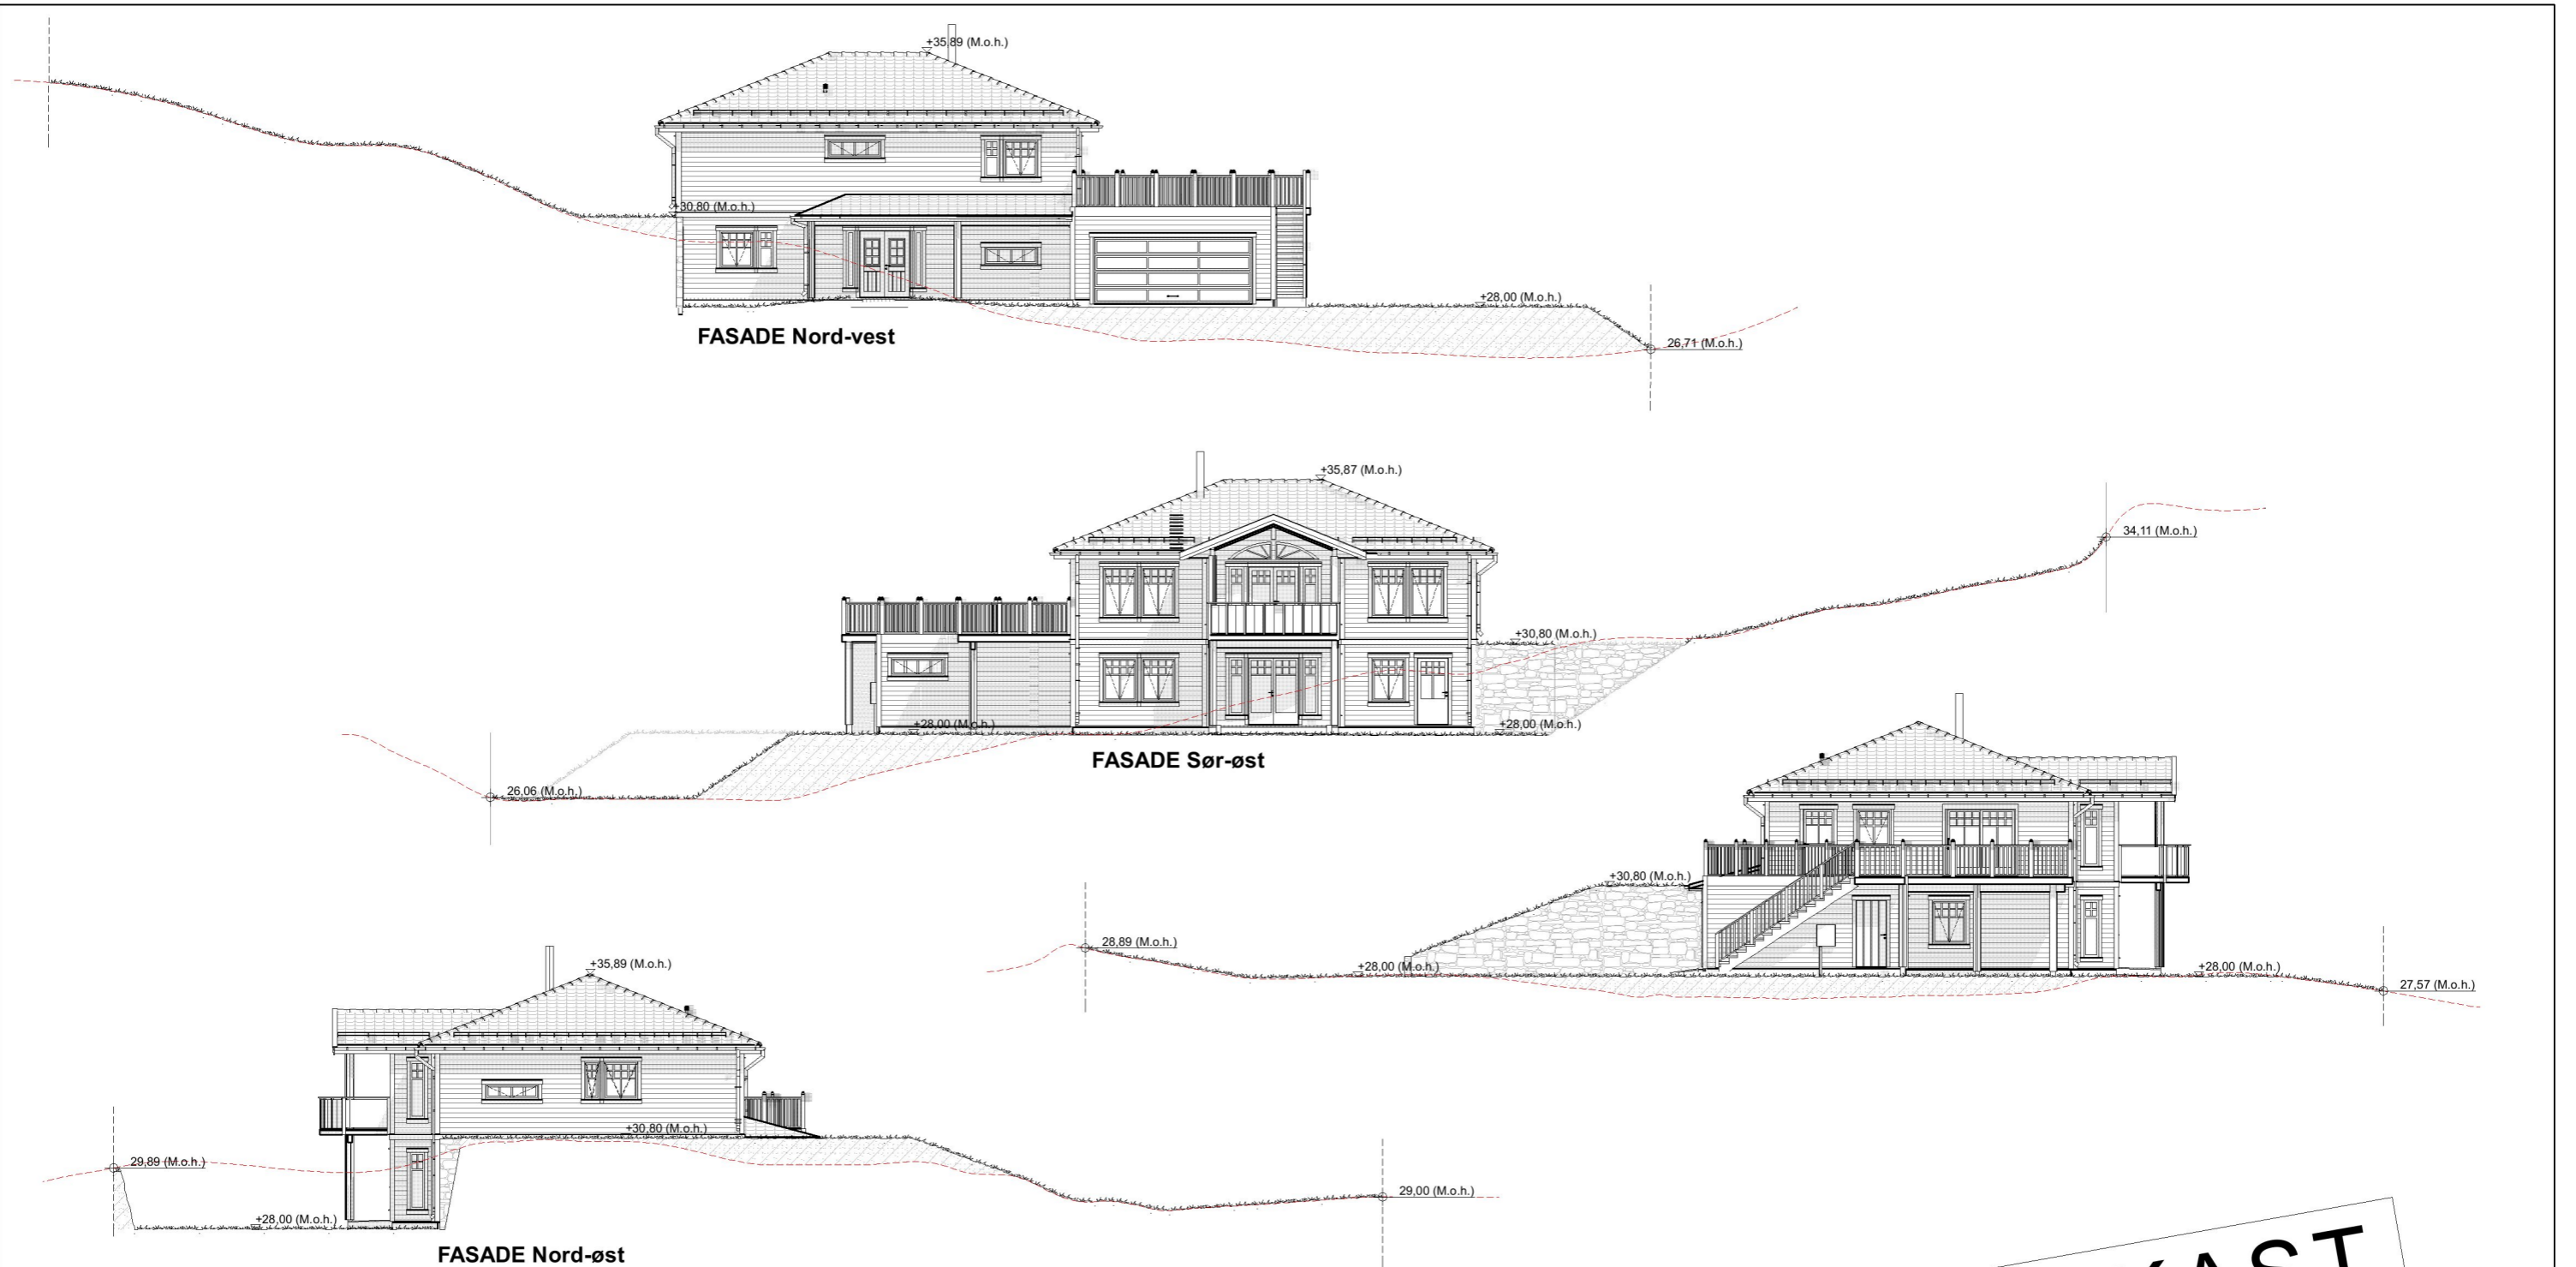 +35,89 (M.o.h.)
+30,80 (M.o.h.)
+28,00 (M.o.h.)
26,71 (M.o.h.)
FASADE Nord-vest
+35,87 (M.o.h.)
34,11 (M.o.h.)
+30,80 (M.o.h.)
+28,00 (M.o.h.)
+28,00 (M.o.h.)
FASADE Sør-øst
26,06 (M.o.h.)
+30,80 (M.o.h.)
28,89 (M.o.h.)
+28,00 (M.o.h.)
+28,00 (M.o.h.)
27,57 (M.o.h.)
+35,89 (M.o.h.)
+30,80 (M.o.h.)
29,89 (M.o.h.)
29,00 (M.o.h.)
+28,00 (M.o.h.)
FASADE Nord-øst